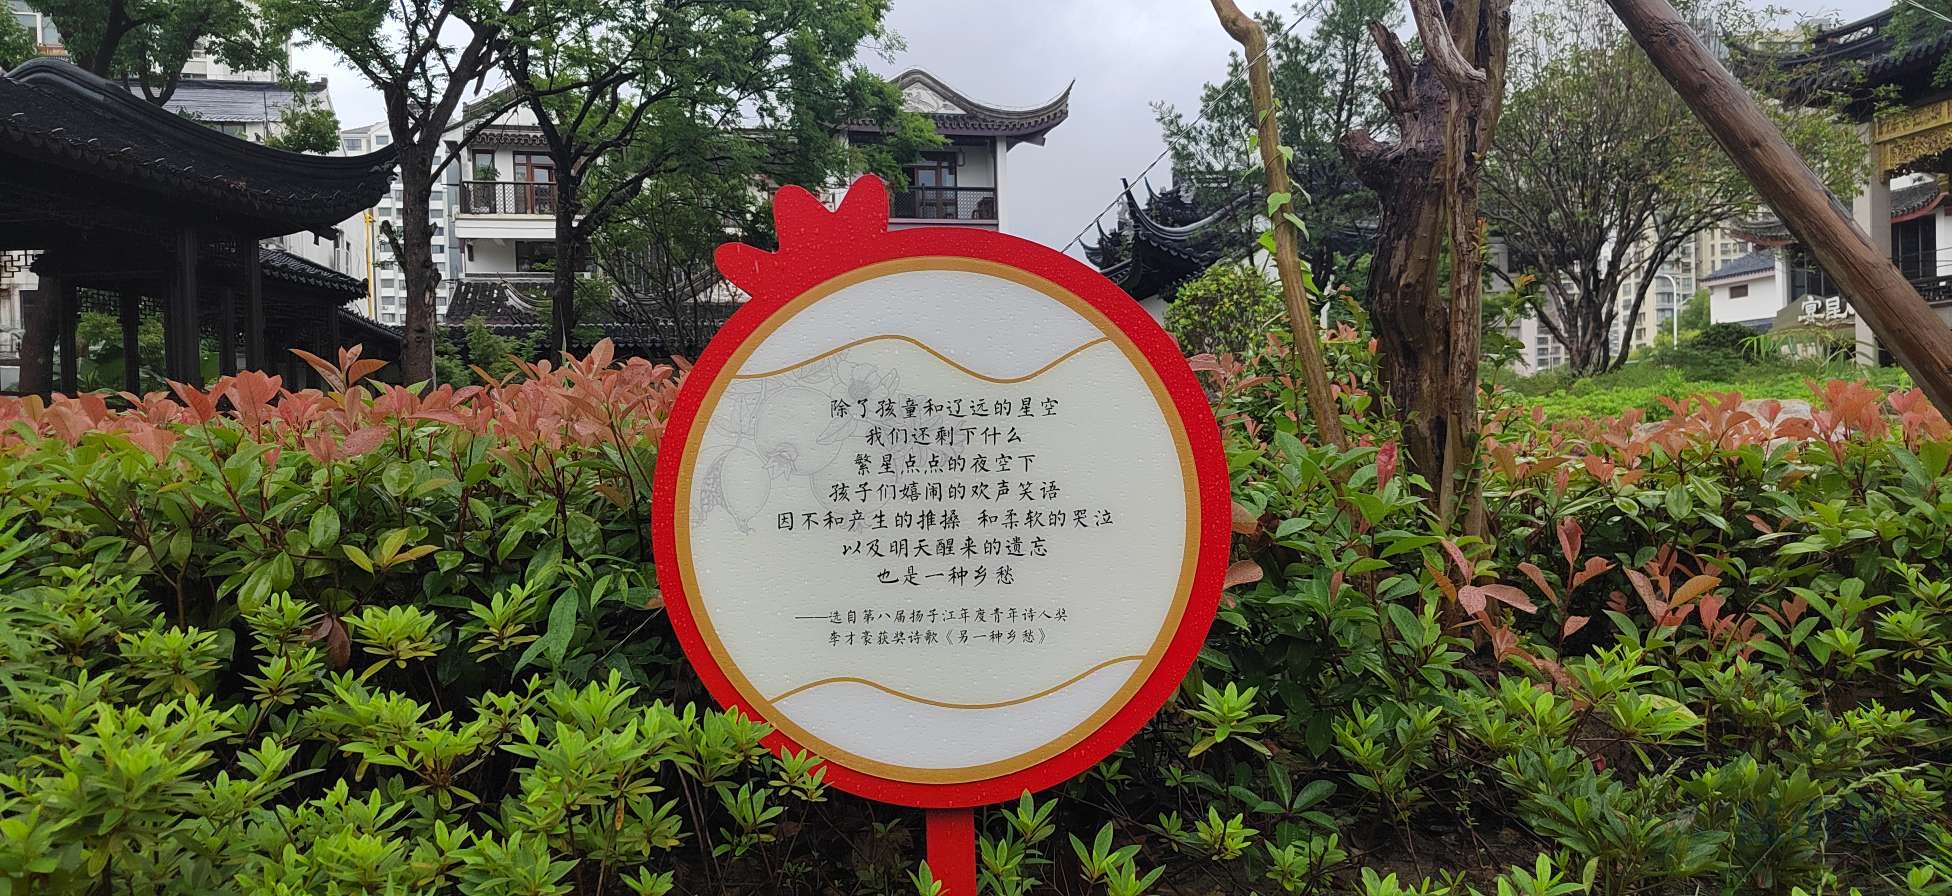 除了孩童和辽远的星空
我们还剩下什么
繁星点点的夜空下
孩子们嬉闹的欢声笑语
因不和产生的推搡 和柔软的哭泣
以及明天醒来的遗忘
也是一种乡愁
——选自第八届扬子江年度青年诗人奖
李才豪获奖诗歌《另一种乡愁》